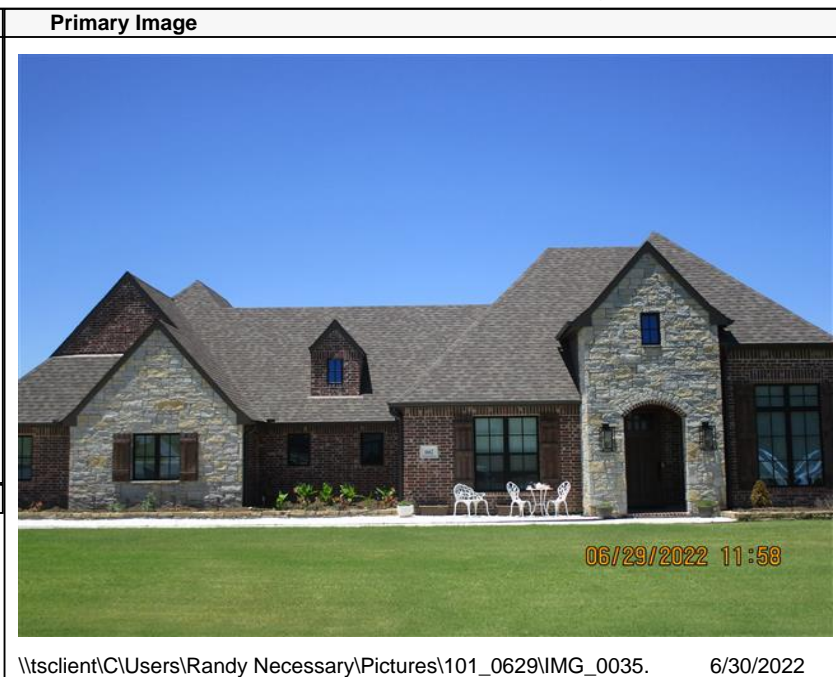 Primary Image
06/29/2022 11:58
\\tsclient\C\Users\Randy Necessary\Pictures\101_0629\IMG_0035. 6/30/2022